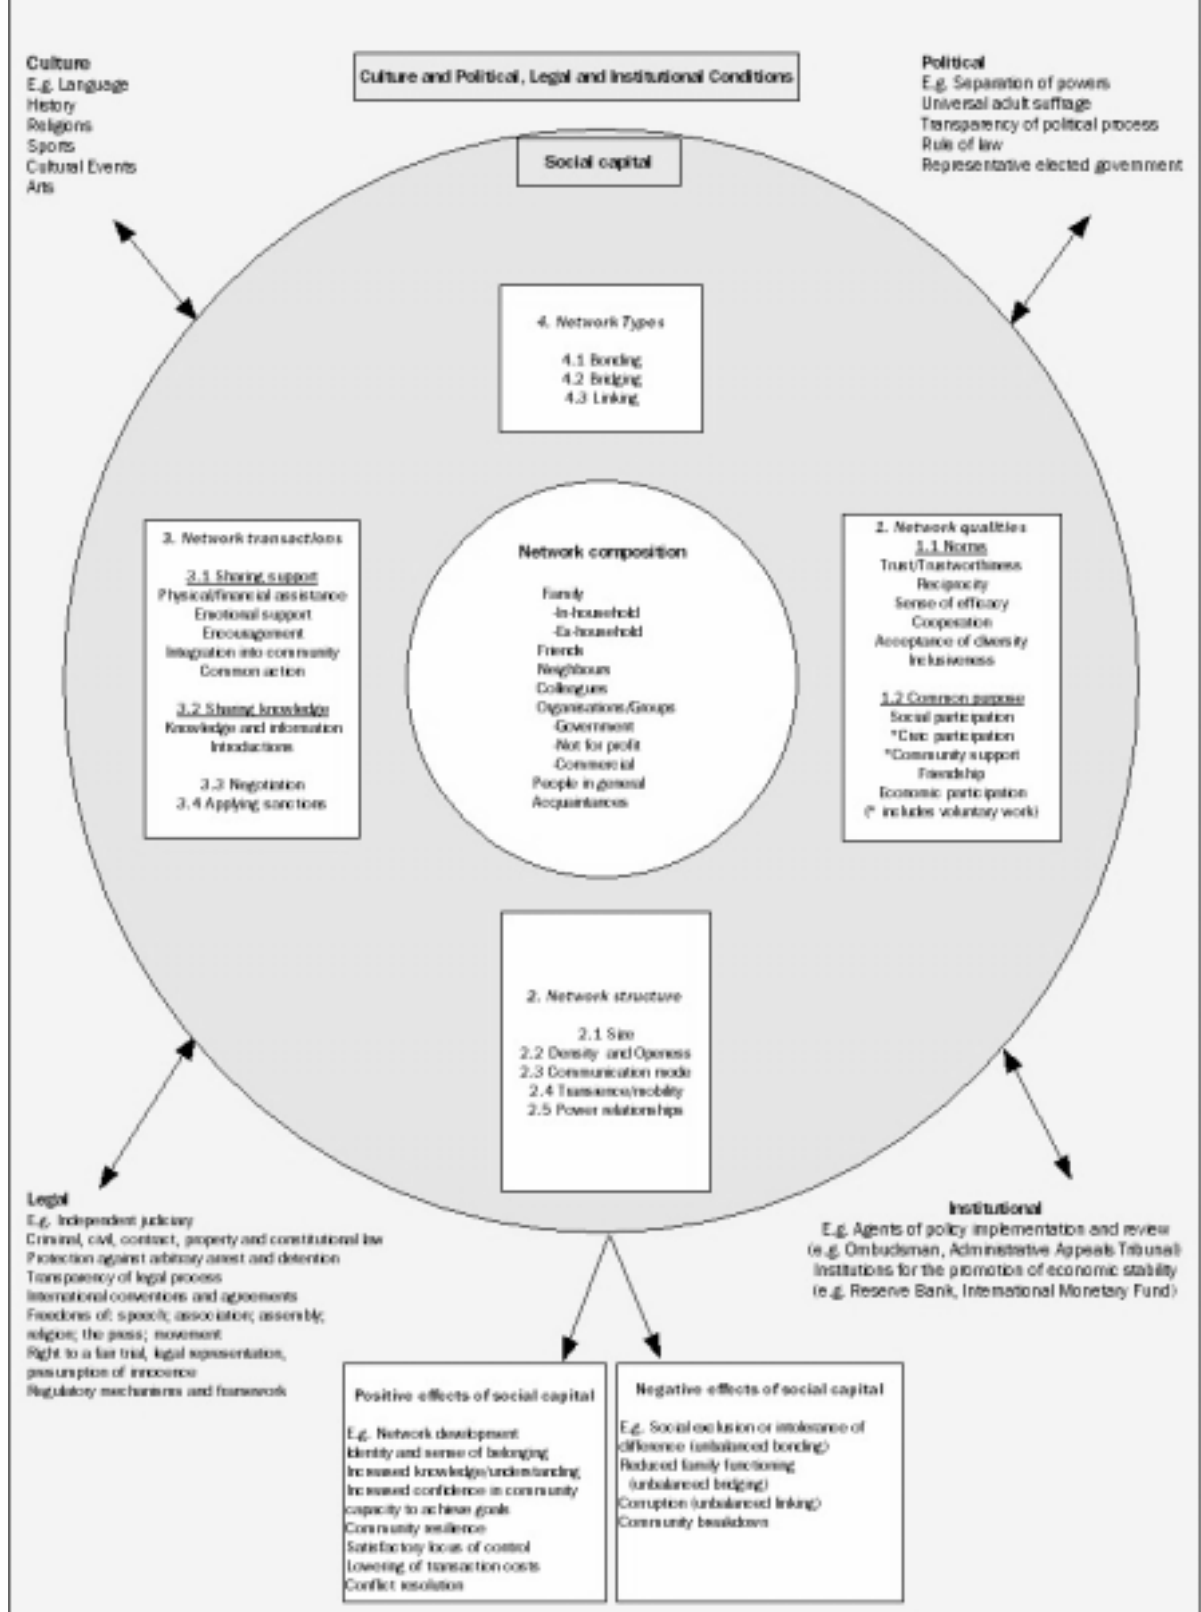 Culture and Political, Legal and Institutional Conditions
Culture
E.g. Language
History
Religions
Sports
Cultural Events
Arts
Political
E.g. Separation of powers
Universal adult suffrage
Transparency of political process
Rule of law
Representative elected government
Social capital
4. Network Types
4.1 Bonding
4.2 Bridging
4.3 Linking
3. Network transactions
3.1 Sharing support
Physical/financial assistance
Emotional support
Encouragement
Integration into community
Common action
3.2 Sharing knowledge
Knowledge and information
Introductions
3.3 Negotiation
3.4 Applying sanctions
Network composition
Family
-In-household
-Ex-household
Friends
Neighbours
Colleagues
Organisations/Groups
-Government
-Not for profit
-Commercial
People in general
Acquaintances
1. Network qualities
1.1 Norms
Trust/Trustworthiness
Reciprocity
Sense of efficacy
Cooperation
Acceptance of diversity
Inclusiveness
1.2 Common purpose
Social participation
*Civic participation
*Community support
Friendship
Economic participation
(* includes voluntary work)
2. Network structure
2.1 Size
2.2 Density and Openess
2.3 Communication mode
2.4 Transience/mobility
2.5 Power relationships
Legal
E.g. Independent judiciary
Criminal, civil, contract, property and constitutional law
Protection against arbitrary arrest and detention
Transparency of legal process
International conventions and agreements
Freedoms of: speech; association; assembly;
religion; the press; movement
Right to a fair trial, legal representation,
presumption of innocence
Regulatory mechanisms and framework
Institutional
E.g. Agents of policy implementation and review
(e.g. Ombudsman, Administrative Appeals Tribunal)
Institutions for the promotion of economic stability
(e.g. Reserve Bank, International Monetary Fund)
Positive effects of social capital
E.g. Network development
Identity and sense of belonging
Increased knowledge/understanding
Increased confidence in community
capacity to achieve goals
Community resilience
Satisfactory locus of control
Lowering of transaction costs
Conflict resolution
Negative effects of social capital
E.g. Social exclusion or intolerance of
difference (unbalanced bonding)
Reduced family functioning
(unbalanced bridging)
Corruption (unbalanced linking)
Community breakdown